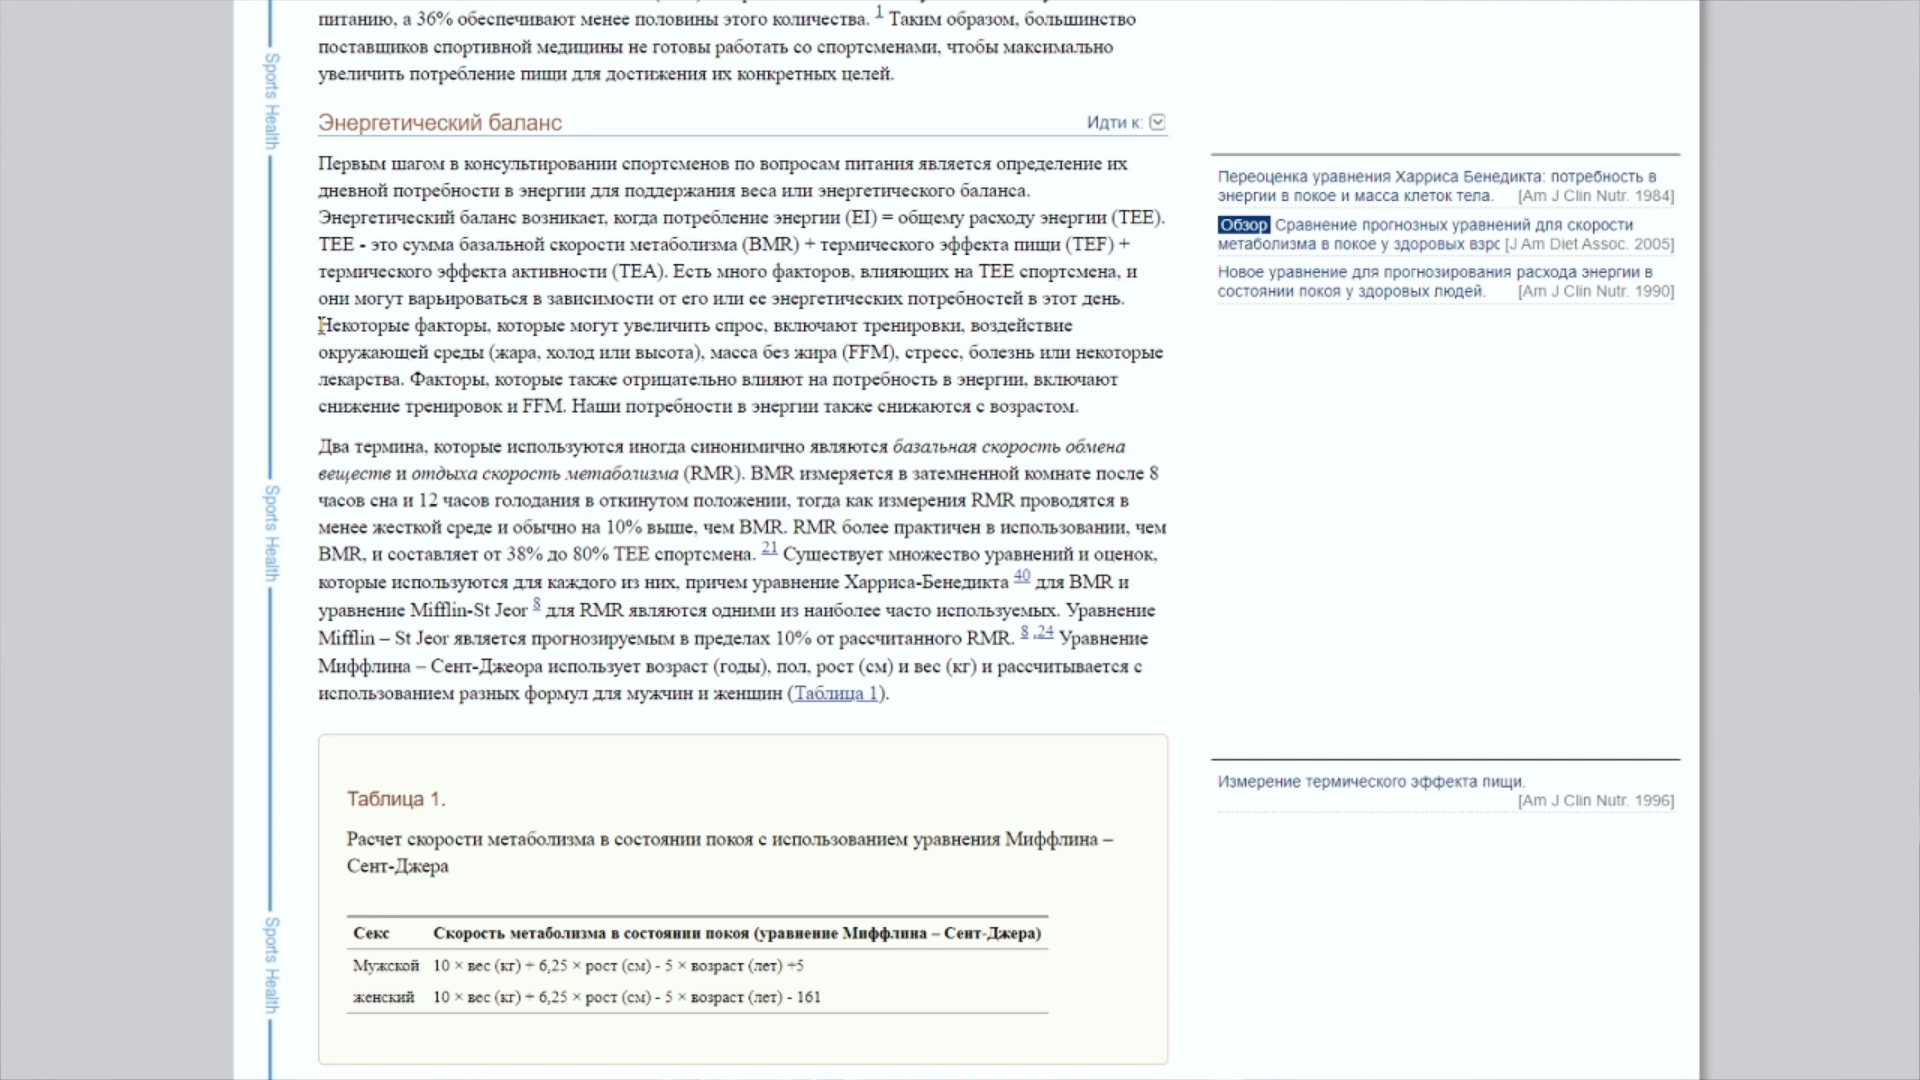 питанию, а 36% обеспечивают менее половины этого количества. 1 Таким образом, большинство
поставщиков спортивной медицины не готовы работать со спортсменами, чтобы максимально
увеличить потребление пищи для достижения их конкретных целей.
Энергетический баланс
Идти к:
Первым шагом в консультировании спортсменов по вопросам питания является определение их
дневной потребности в энергии для поддержания веса или энергетического баланса.
Энергетический баланс возникает, когда потребление энергии (EI) = общему расходу энергии (TEE).
TEE - это сумма базальной скорости метаболизма (BMR) + термического эффекта пищи (TEF) +
термического эффекта активности (TEA). Есть много факторов, влияющих на TEE спортсмена, и
они могут варьироваться в зависимости от его или ее энергетических потребностей в этот день.
Некоторые факторы, которые могут увеличить спрос, включают тренировки, воздействие
окружающей среды (жара, холод или высота), масса без жира (FFM), стресс, болезнь или некоторые
лекарства. Факторы, которые также отрицательно влияют на потребность в энергии, включают
снижение тренировок и FFM. Наши потребности в энергии также снижаются с возрастом.
Два термина, которые используются иногда синонимично являются базальная скорость обмена
веществ и отдыха скорость метаболизма (RMR). BMR измеряется в затемненной комнате после 8
часов сна и 12 часов голодания в откинутом положении, тогда как измерения RMR проводятся в
менее жесткой среде и обычно на 10% выше, чем BMR. RMR более практичен в использовании, чем
BMR, и составляет от 38% до 80% TEE спортсмена. 21 Существует множество уравнений и оценок,
которые используются для каждого из них, причем уравнение Харриса-Бенедикта 40 для BMR и
уравнение Mifflin-St Jeor 8 для RMR являются одними из наиболее часто используемых. Уравнение
Mifflin – St Jeor является прогнозируемым в пределах 10% от рассчитанного RMR. 8 ,24 Уравнение
Миффлина – Сент-Джеора использует возраст (годы), пол, рост (см) и вес (кг) и рассчитывается с
использованием разных формул для мужчин и женщин (Таблица 1).
Таблица 1.
Расчет скорости метаболизма в состоянии покоя с использованием уравнения Миффлина –
Сент-Джера
Секс Скорость метаболизма в состоянии покоя (уравнение Миффлина – Сент-Джера)
Мужской 10 × вес (кг) + 6,25 × рост (см) - 5 × возраст (лет) +5
женский 10 × вес (кг) + 6,25 × рост (см) - 5 × возраст (лет) - 161
Переоценка уравнения Харриса Бенедикта: потребность в
энергии в покое и масса клеток тела. [Am J Clin Nutr. 1984]
Обзор Сравнение прогнозных уравнений для скорости
метаболизма в покое у здоровых взрс [J Am Diet Assoc. 2005]
Новое уравнение для прогнозирования расхода энергии в
состоянии покоя у здоровых людей. [Am J Clin Nutr. 1990]
Измерение термического эффекта пищи.
[Am J Clin Nutr. 1996]
Sports Health
Sports Health
Sports Health